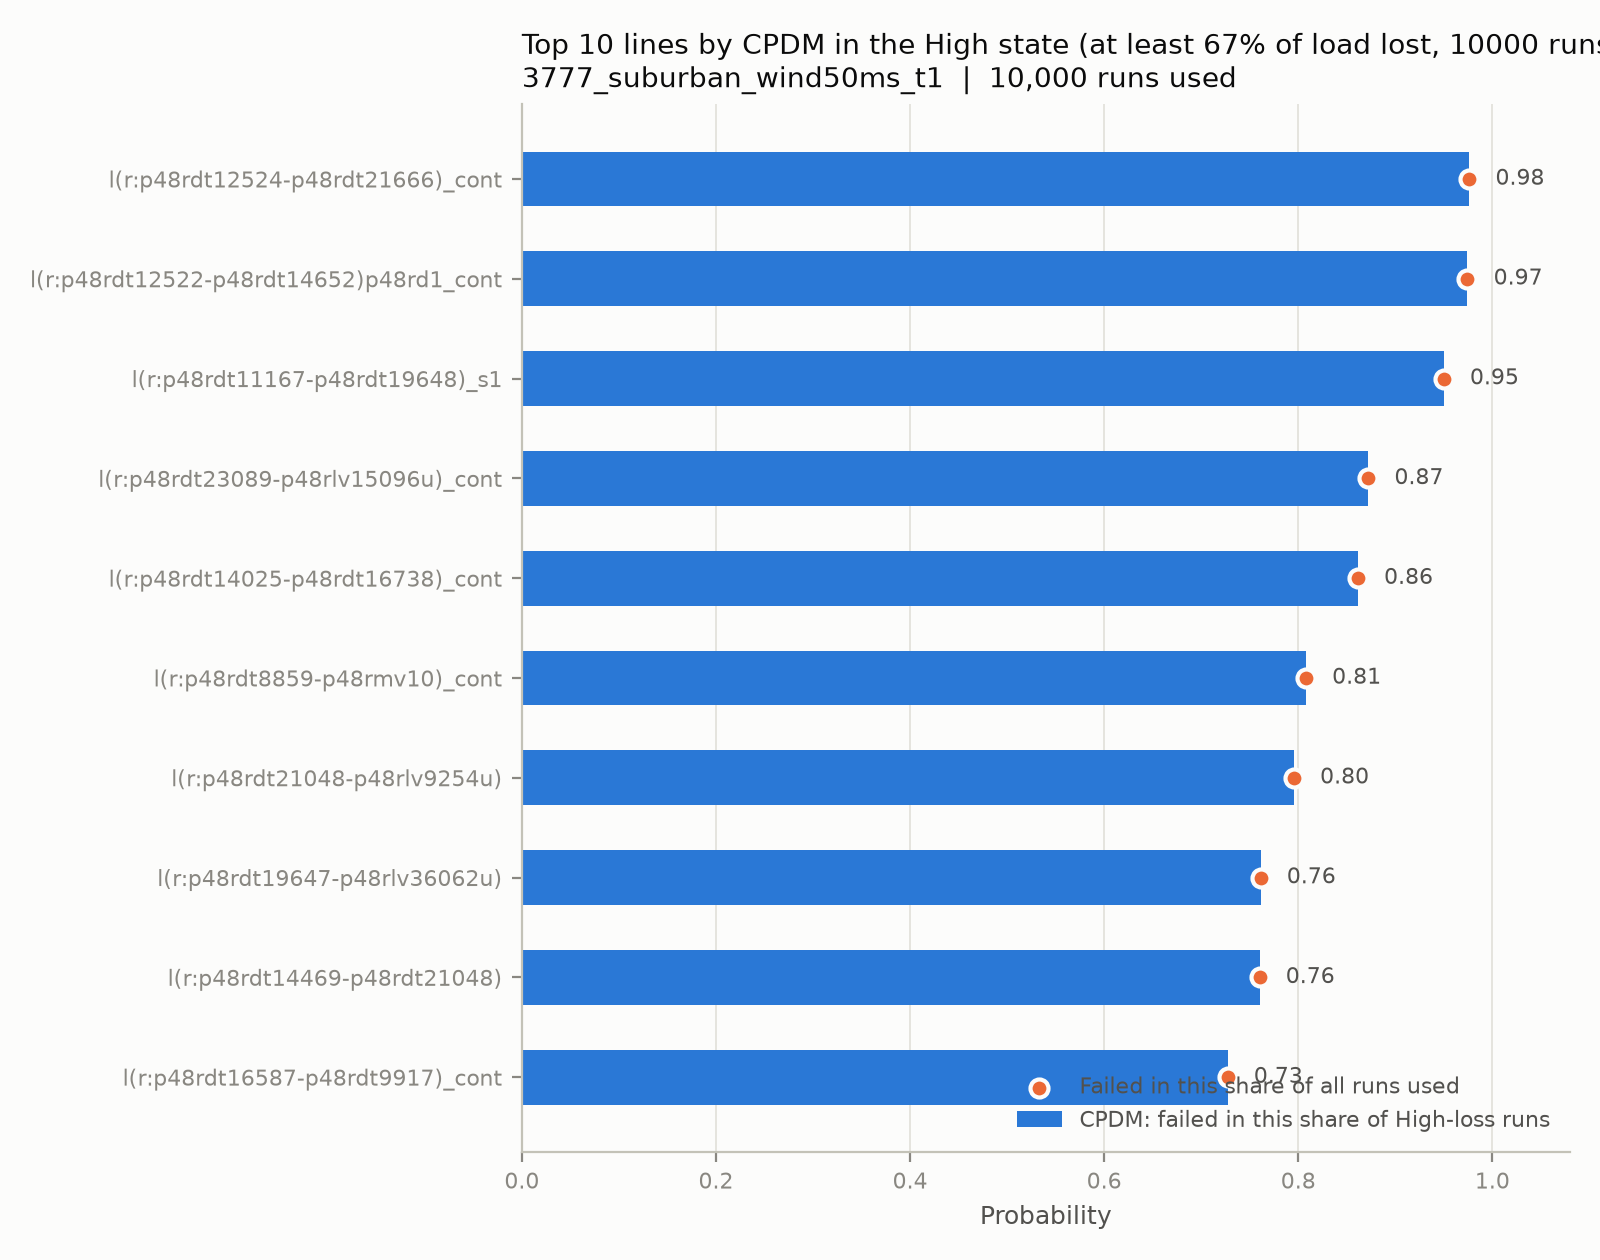 Top 10 lines by CPDM in the High state (at least 67% of load lost, 10000 runs
3777_suburban_wind50ms_t1 | 10,000 runs used
l(r:p48rdt12524-p48rdt21666)_cont
0.98
l(r:p48rdt12522-p48rdt14652)p48rd1_cont
0.97
l(r:p48rdt11167-p48rdt19648)_s1
0.95
l(r:p48rdt23089-p48rlv15096u)_cont
0.87
l(r:p48rdt14025-p48rdt16738)_cont
0.86
l(r:p48rdt8859-p48rmv10)_cont
0.81
l(r:p48rdt21048-p48rlv9254u)
0.80
l(r:p48rdt19647-p48rlv36062u)
0.76
l(r:p48rdt14469-p48rdt21048)
0.76
l(r:p48rdt16587-p48rdt9917)_cont
0.73
Failed in this share of all runs used
CPDM: failed in this share of High-loss runs
0.0 0.2 0.4 0.6 0.8 1.0
Probability